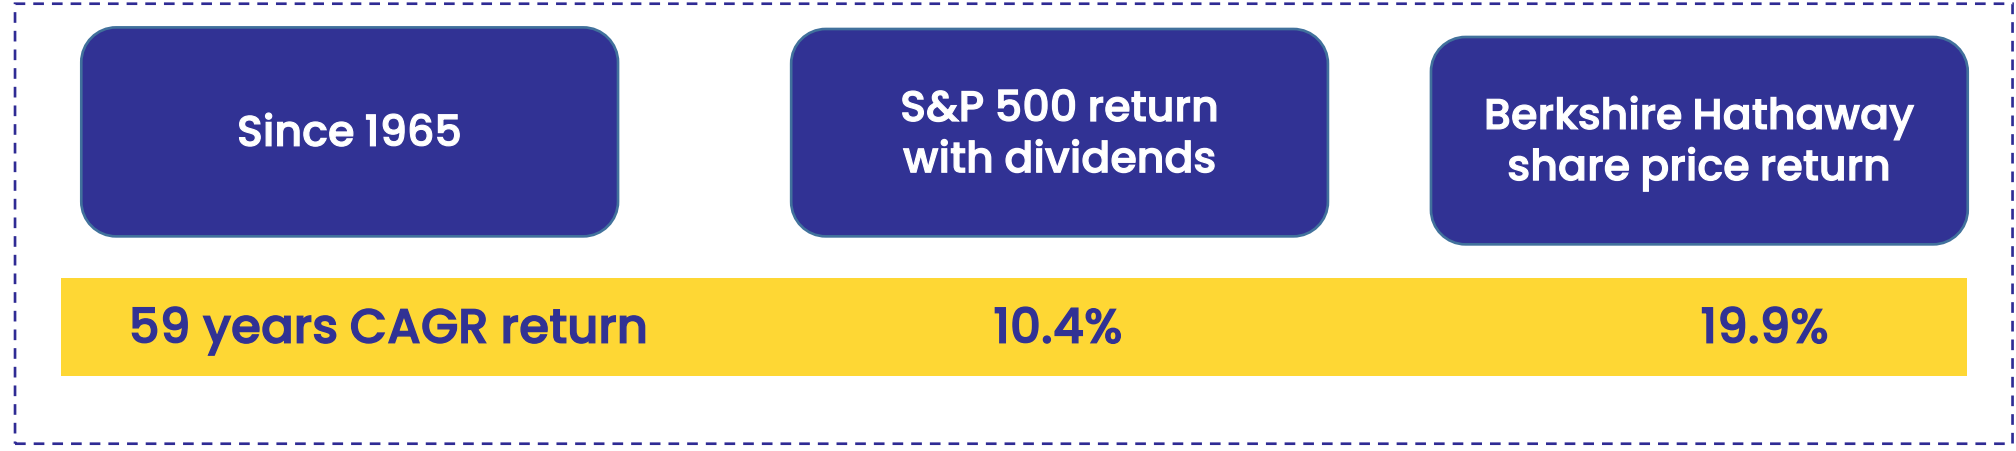 Since 1965
S&P 500 return
with dividends
Berkshire Hathaway
share price return
59 years CAGR return 10.4% 19.9%